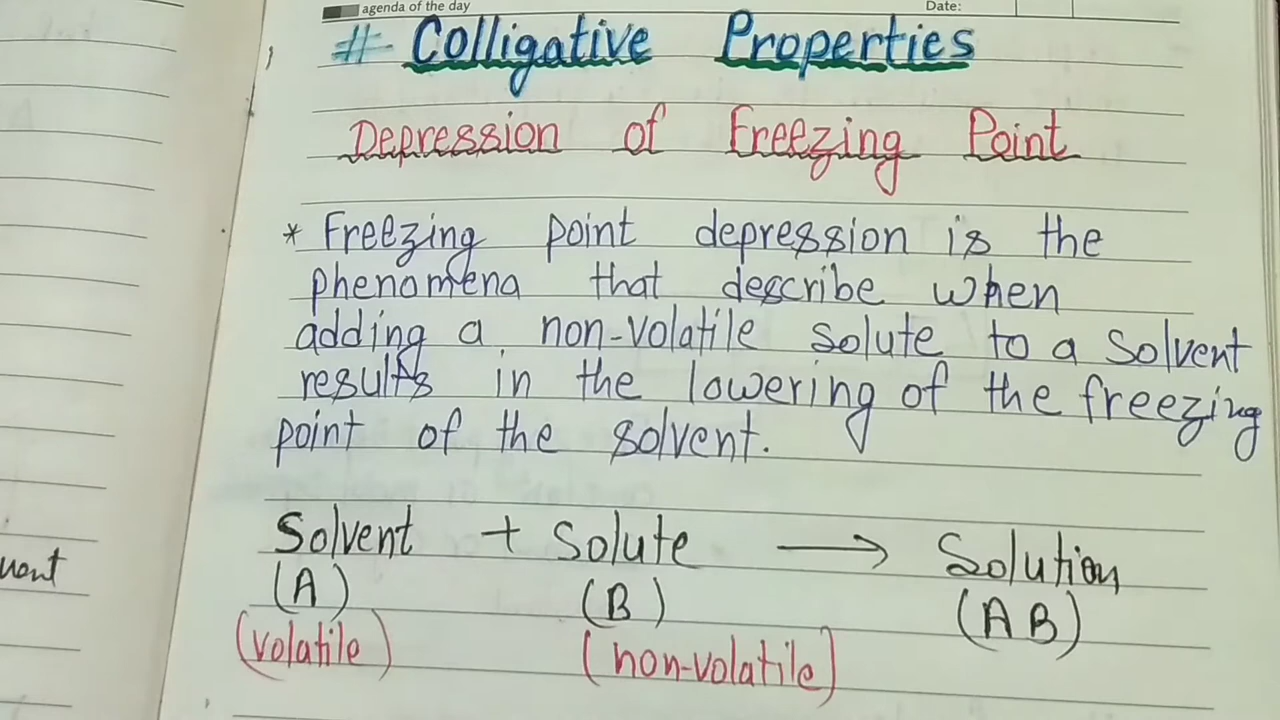 agenda of the day Date:
# Colligative Properties
Depression of Freezing Point
* Freezing point depression is the
phenomena that describe when
adding a non-volatile solute to a solvent
results in the lowering of the freezing
point of the solvent.
Solvent + Solute → Solution
(A) (B) (AB)
(volatile) (non-volatile)